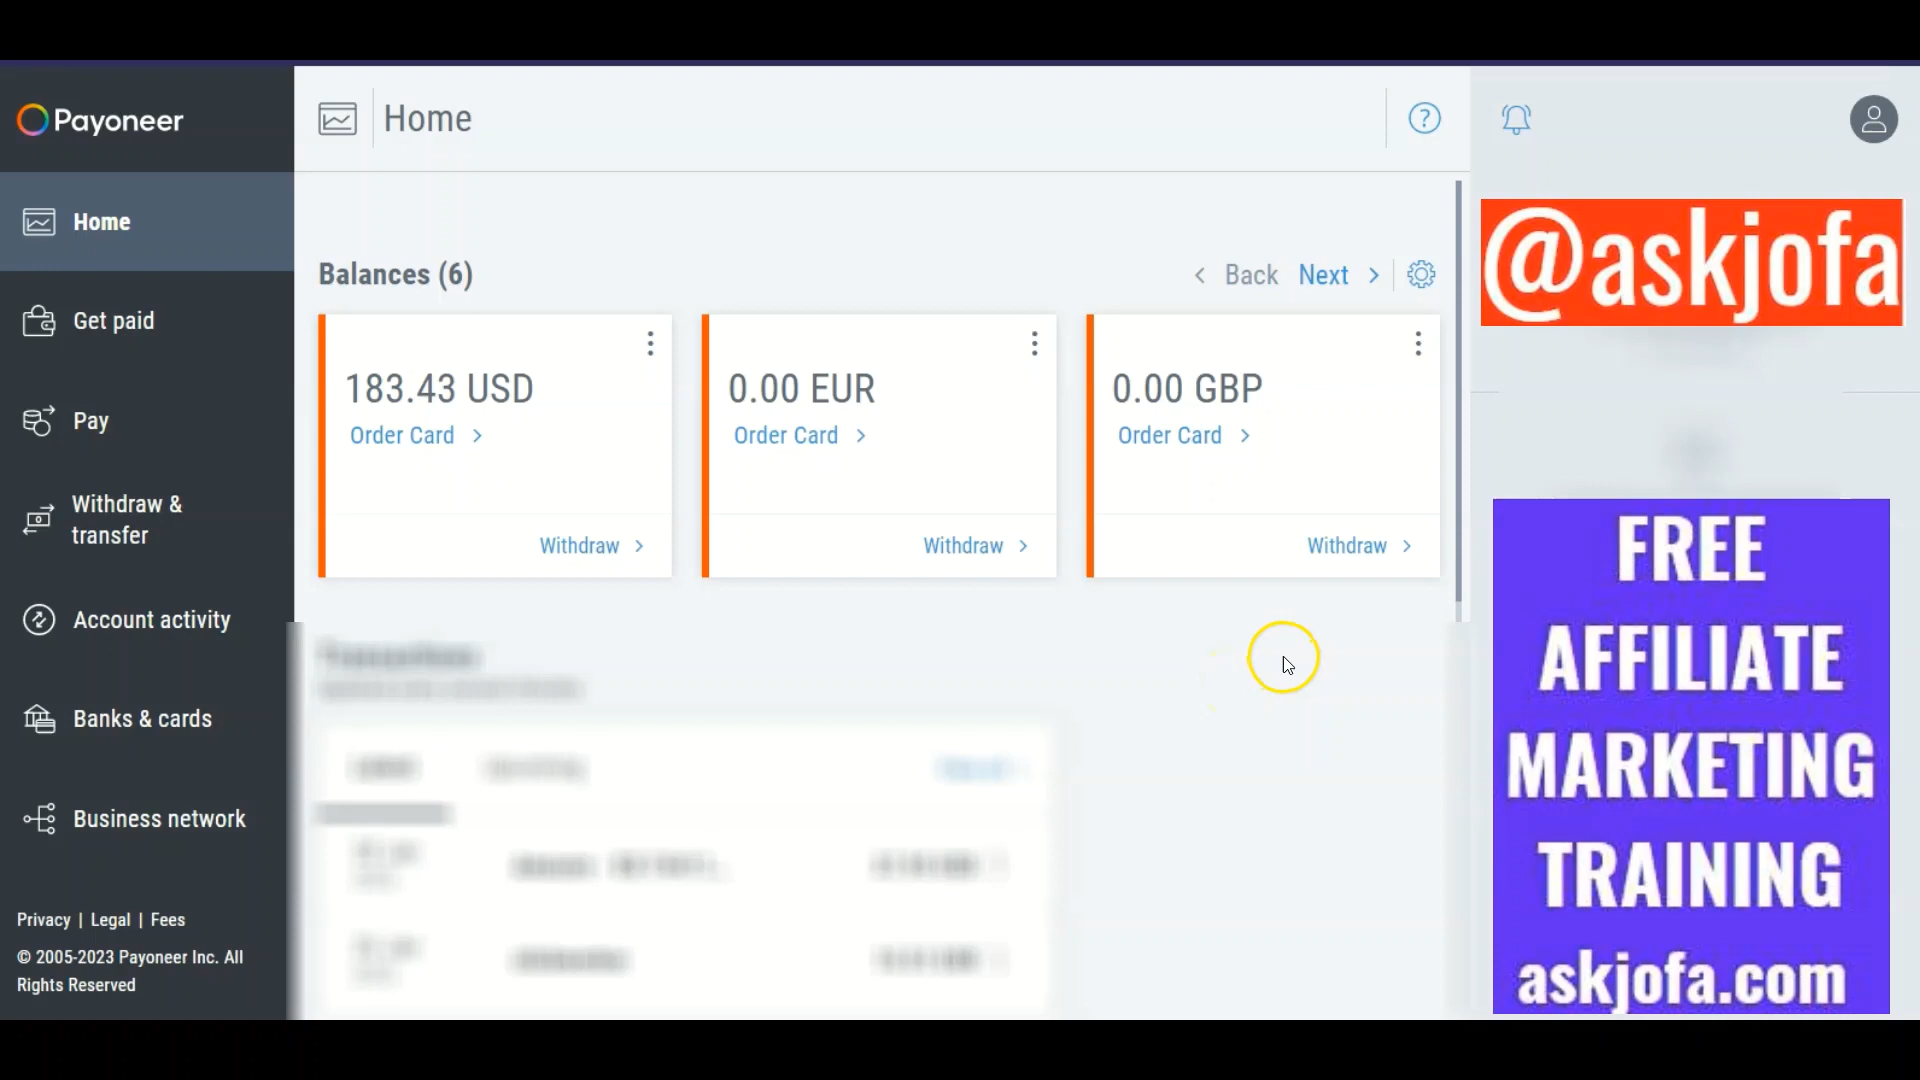 Payoneer
Home
Get paid
Pay
Withdraw &
transfer
Account activity
Banks & cards
Business network
Privacy | Legal | Fees
© 2005-2023 Payoneer Inc. All
Rights Reserved
Home
?
Balances (6)
< Back Next >
183.43 USD
Order Card >
Withdraw >
0.00 EUR
Order Card >
Withdraw >
0.00 GBP
Order Card >
Withdraw >
@askjofa
FREE
AFFILIATE
MARKETING
TRAINING
askjofa.com